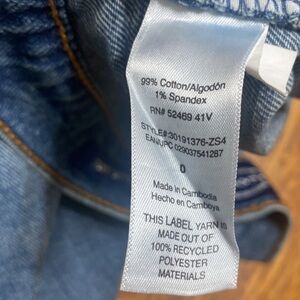 99% Cotton/Algodón
1% Spandex
RN# 52469 41V
STYLE#:30191376-ZS4
EAN/UPC 029037541287
0
Made in Cambodia
Hecho en Camboya
THIS LABEL YARN IS
MADE OUT OF
100% RECYCLED
POLYESTER
MATERIALS